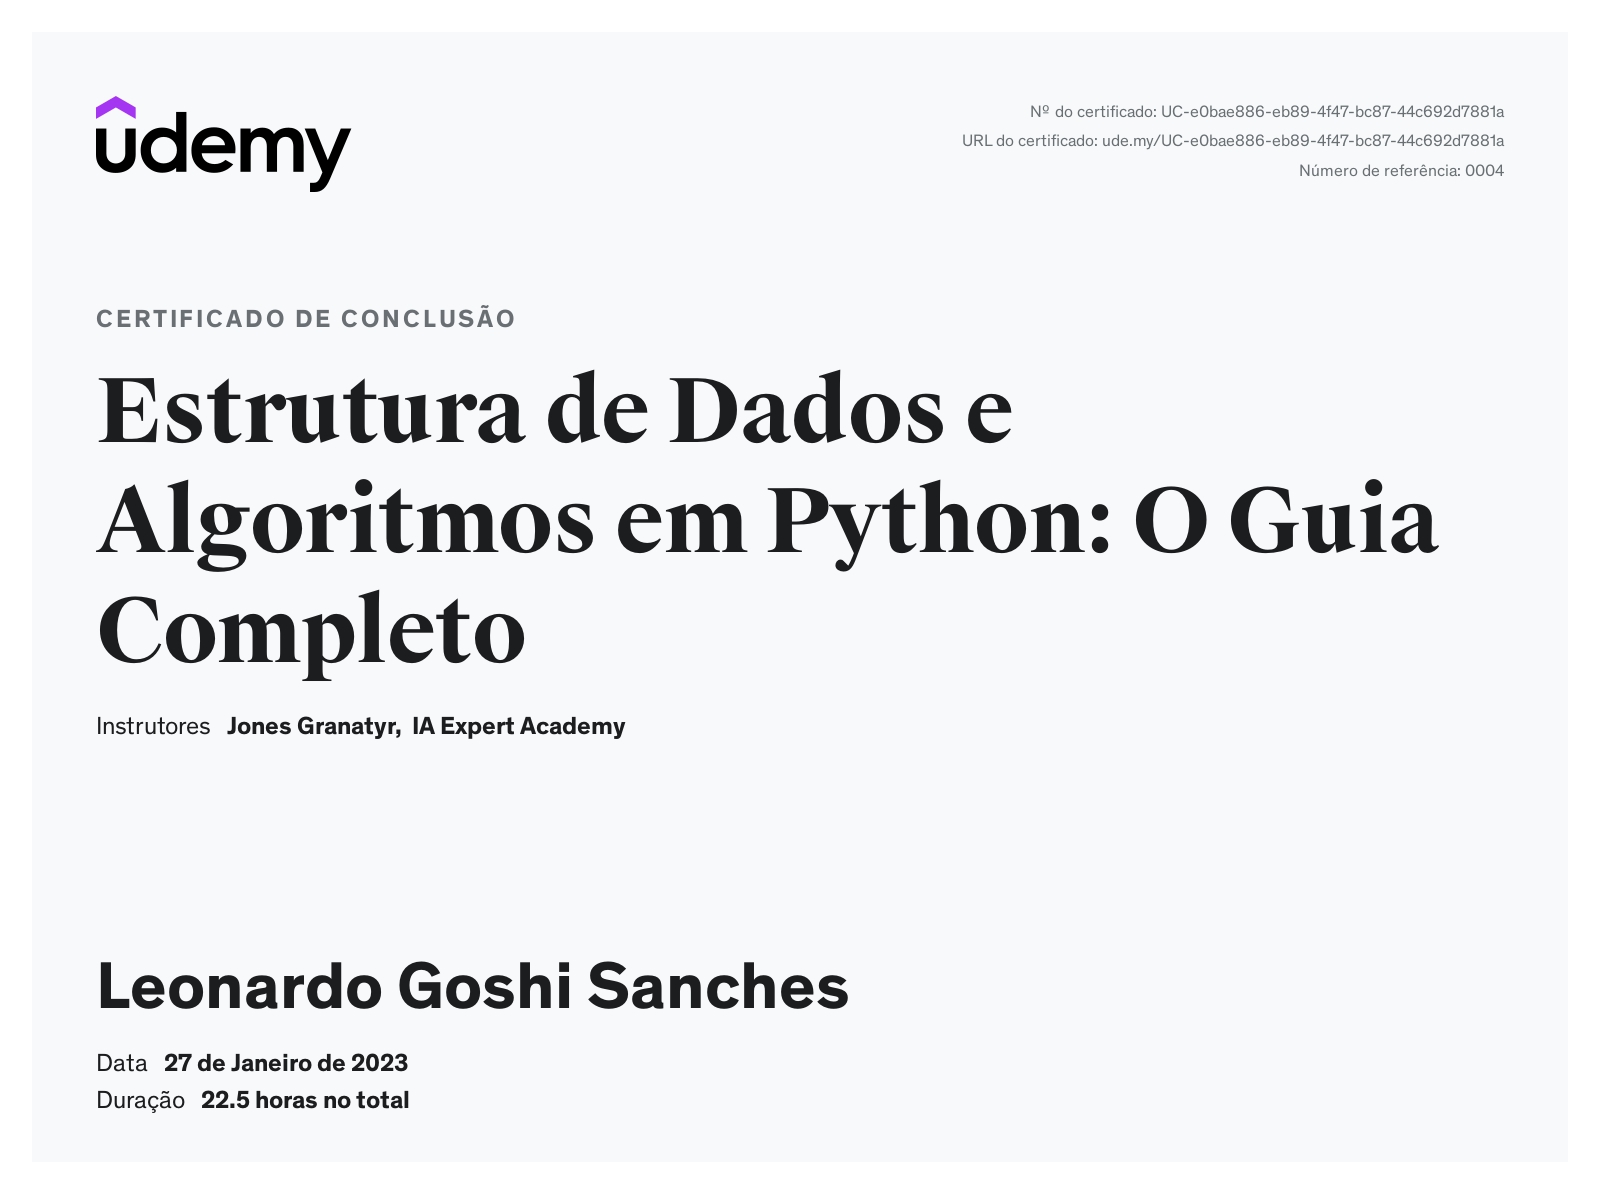 udemy
Nº do certificado: UC-e0bae886-eb89-4f47-bc87-44c692d7881a
URL do certificado: ude.my/UC-e0bae886-eb89-4f47-bc87-44c692d7881a
Número de referência: 0004
CERTIFICADO DE CONCLUSÃO
Estrutura de Dados e
Algoritmos em Python: O Guia
Completo
Instrutores Jones Granatyr, IA Expert Academy
Leonardo Goshi Sanches
Data 27 de Janeiro de 2023
Duração 22.5 horas no total